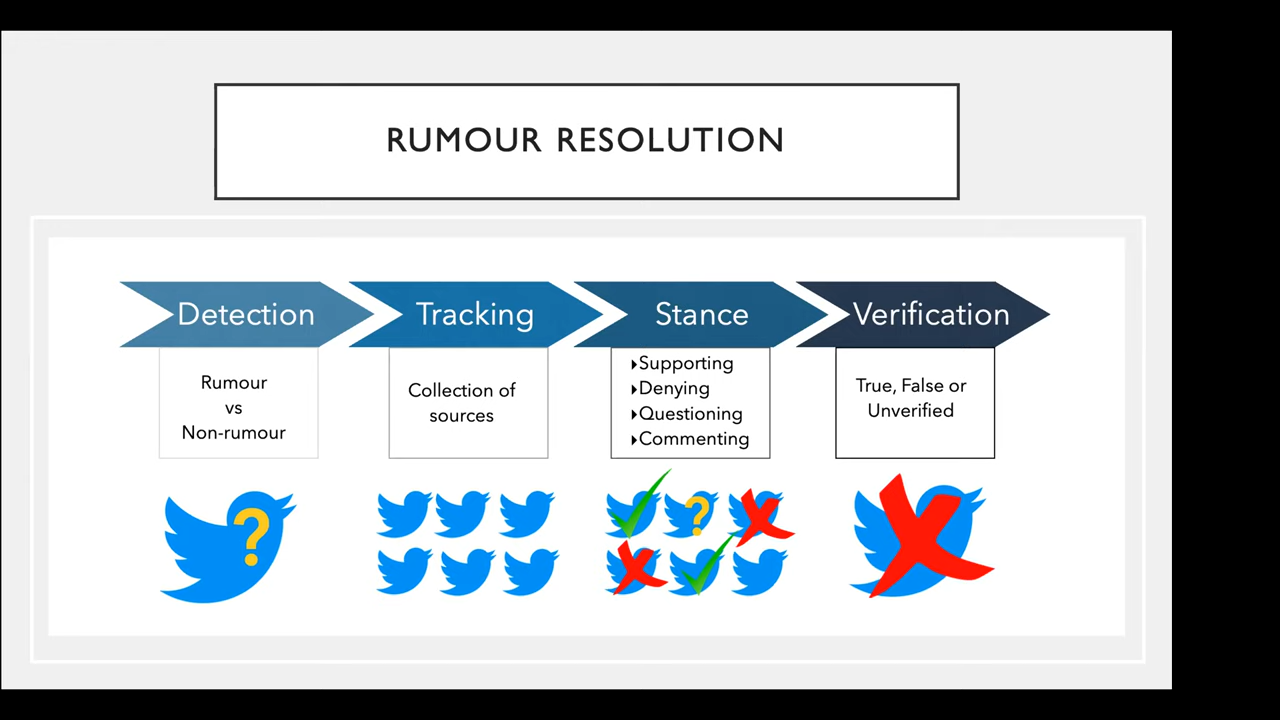 RUMOUR RESOLUTION
Detection
Tracking
Stance
Verification
Rumour
vs
Non-rumour
Collection of
sources
Supporting
Denying
Questioning
Commenting
True, False or
Unverified
?
?